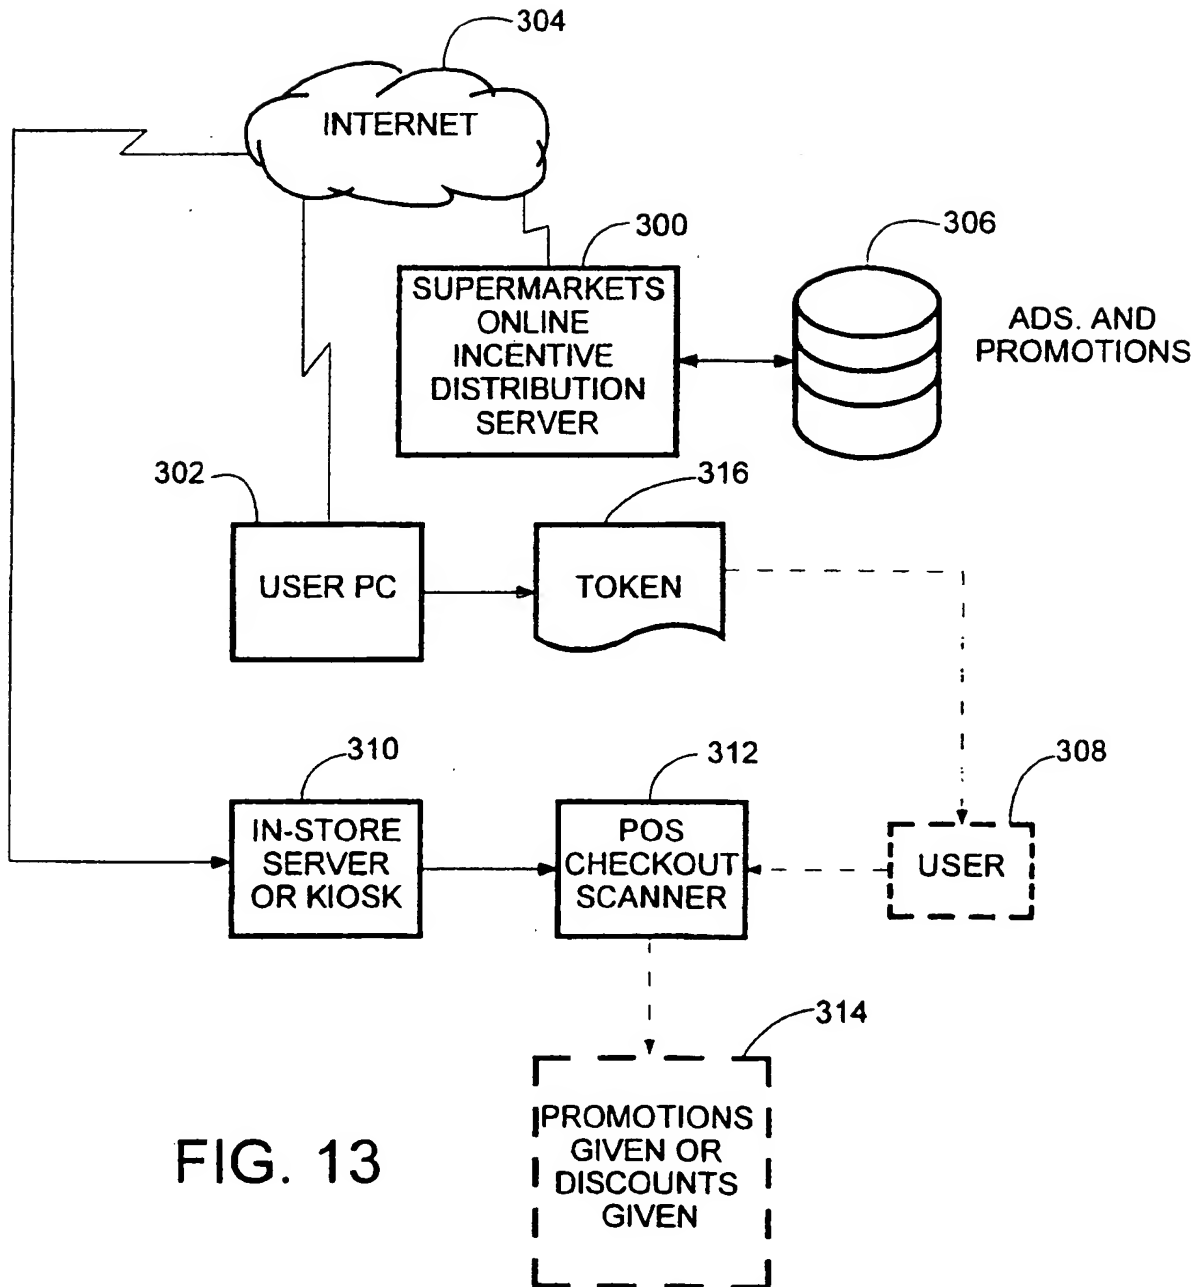 304
INTERNET
300
306
SUPERMARKETS
ONLINE
INCENTIVE
DISTRIBUTION
SERVER
ADS. AND
PROMOTIONS
302
316
USER PC
TOKEN
310
312
308
IN-STORE
SERVER
OR KIOSK
POS
CHECKOUT
SCANNER
USER
314
PROMOTIONS
GIVEN OR
DISCOUNTS
GIVEN
FIG. 13